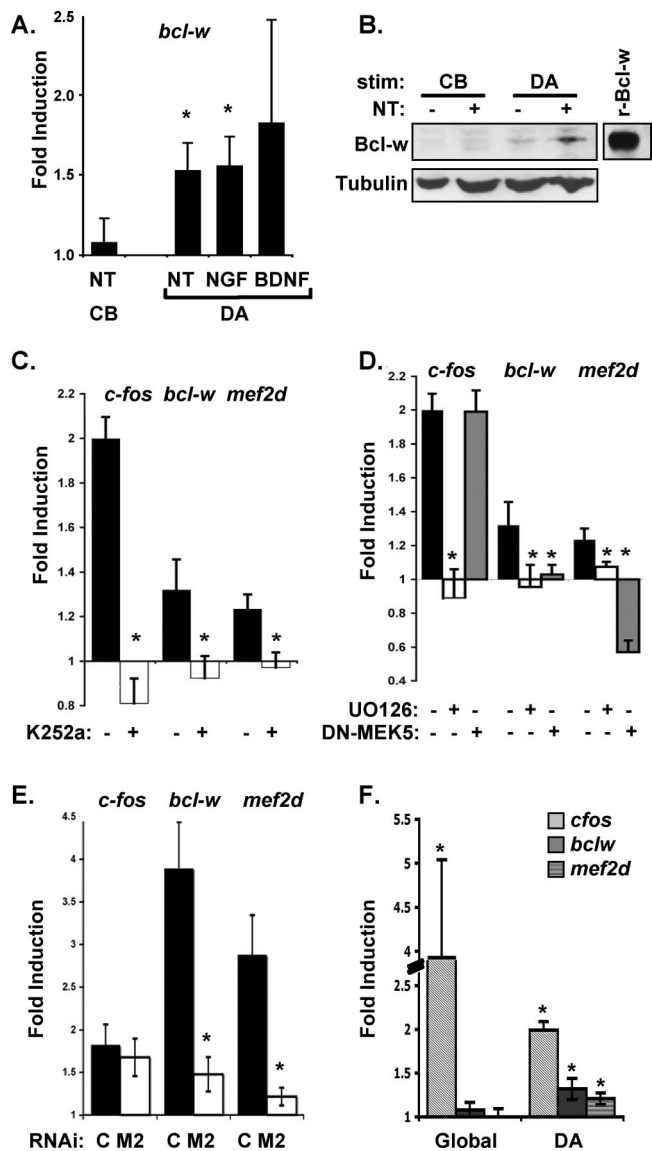 A.
bcl-w
Fold Induction
2.5
2.0
1.5
1.0
* *
NT NT NGF BDNF
CB DA
B.
stim: CB DA
NT: - + - +
r-Bcl-w
Bcl-w
Tubulin
C.
c-fos bcl-w mef2d
Fold Induction
2.2
2
1.8
1.6
1.4
1.2
1
0.8
* * *
K252a: - + - + - +
D.
c-fos bcl-w mef2d
Fold Induction
2.2
2
1.8
1.6
1.4
1.2
1
0.8
0.6
0.4
* * * * *
UO126: - + - - + - - + -
DN-MEK5: - - + - - + - - +
E.
c-fos bcl-w mef2d
Fold Induction
4.5
4
3.5
3
2.5
2
1.5
1
* *
RNAi: C M2 C M2 C M2
F.
cfos
bclw
mef2d
Fold Induction
5.5
5
4.5
4
2.5
2
1.5
1
* * * *
Global DA